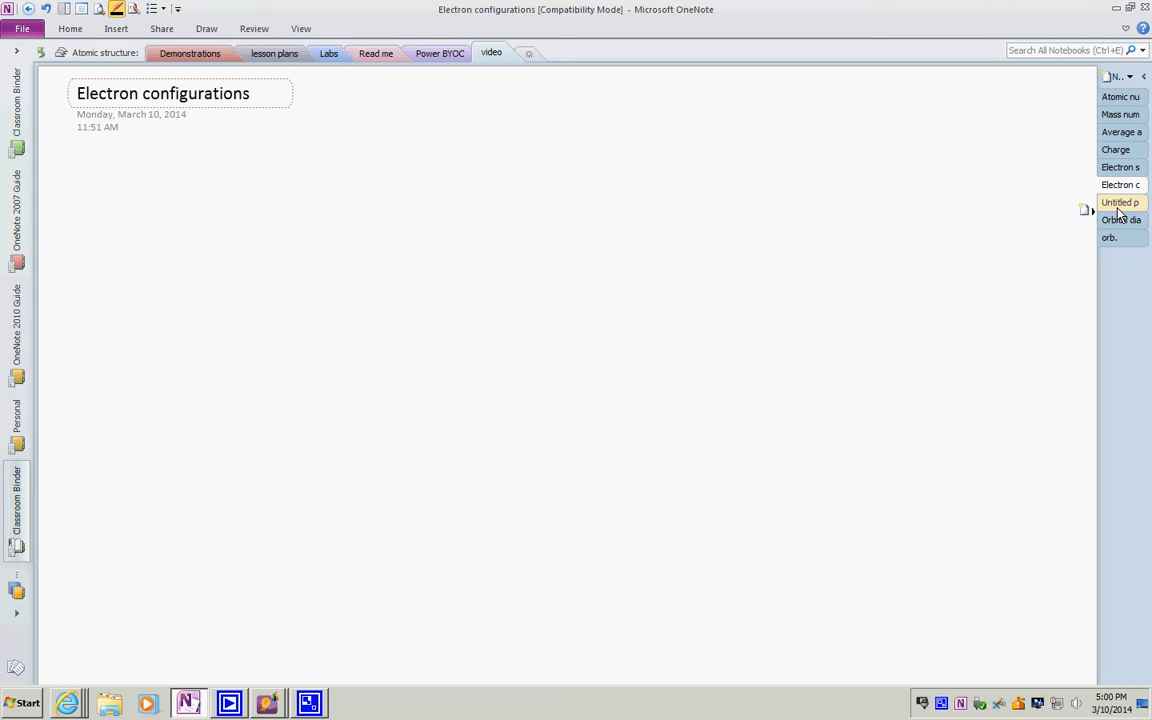 Electron configurations [Compatibility Mode] - Microsoft OneNote
File Home Insert Share Draw Review View
Atomic structure: Demonstrations lesson plans Labs Read me Power BYOC video
Search All Notebooks (Ctrl+E)
Electron configurations
Monday, March 10, 2014
11:51 AM
Classroom Binder
OneNote 2007 Guide
OneNote 2010 Guide
Personal
Classroom Binder
N..
Atomic nu
Mass num
Average a
Charge
Electron s
Electron c
Untitled p
Orbital dia
orb.
Start
5:00 PM
3/10/2014